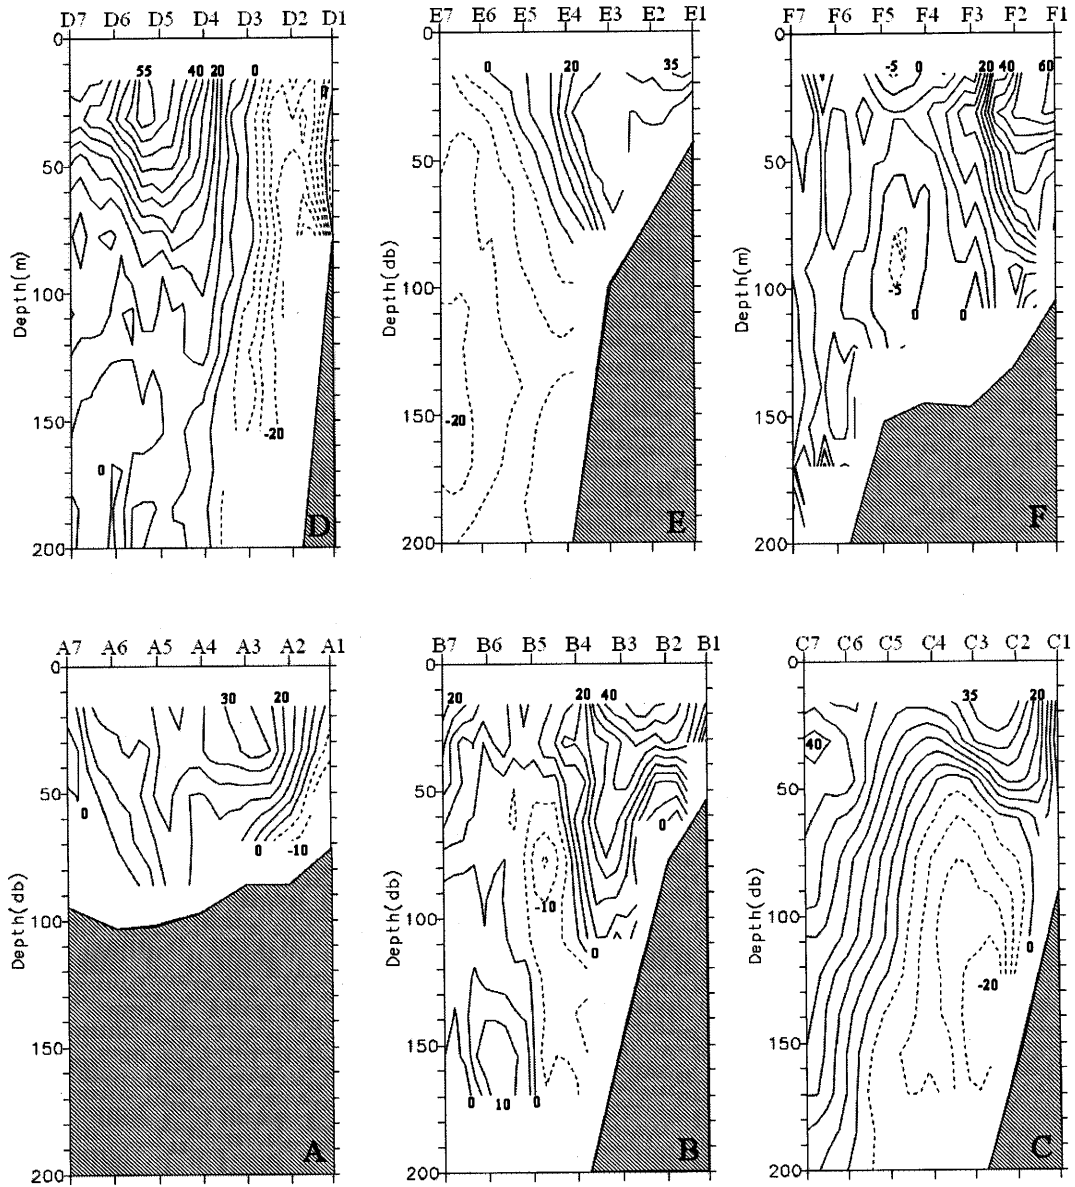 D7 D6 D5 D4 D3 D2 D1
0
55 40 20 0
0
50
Depth(m)
100
150
-20
0
200
D
E7 E6 E5 E4 E3 E2 E1
0
0 20 35
50
Depth(db)
100
150
-20
200
E
F7 F6 F5 F4 F3 F2 F1
0
-5 0 20 40 60
50
Depth(m)
100
-5
0 0
150
200
F
A7 A6 A5 A4 A3 A2 A1
0
30 20
50
0
0 -10
Depth(db)
100
150
200
A
B7 B6 B5 B4 B3 B2 B1
0
20 20 40
50
0
Depth(db)
100
-10
0
150
0 10 0
200
B
C7 C6 C5 C4 C3 C2 C1
0
35 20
40
50
Depth(db)
100
0
-20
150
200
C